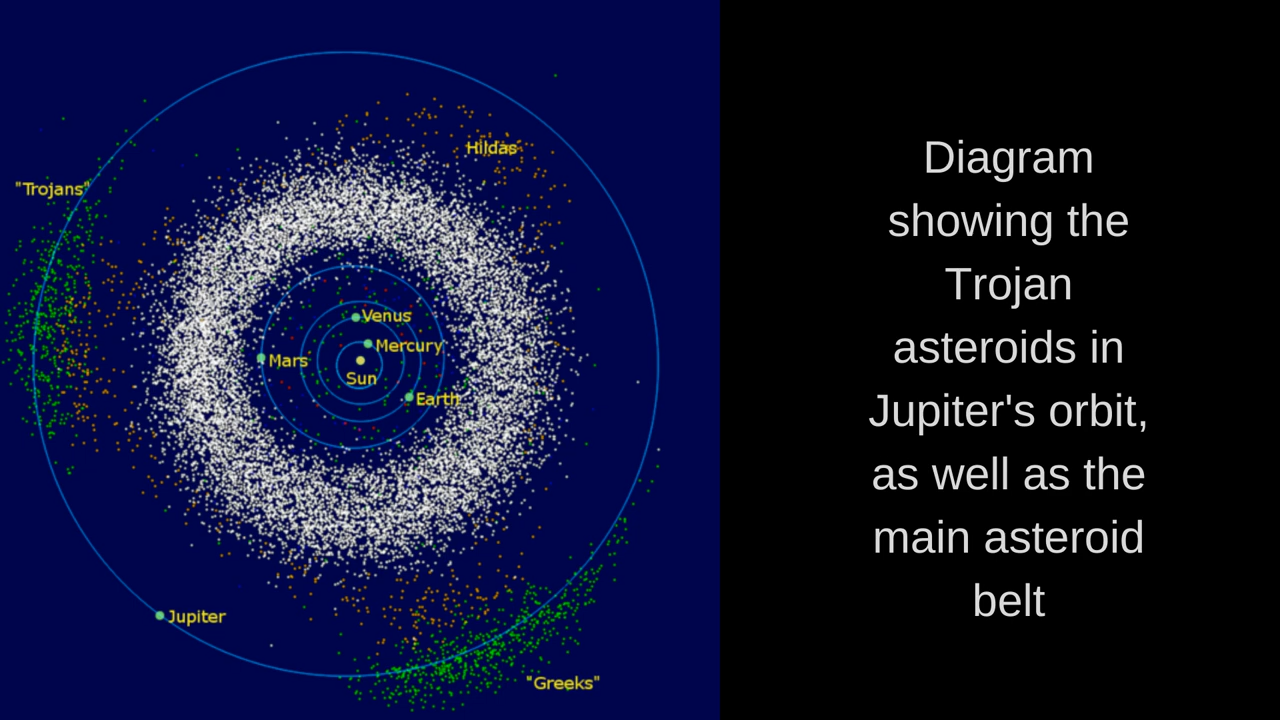 Hildas
"Trojans"
Venus
Mercury
Mars
Sun
Earth
Jupiter
"Greeks"
Diagram
showing the
Trojan
asteroids in
Jupiter's orbit,
as well as the
main asteroid
belt